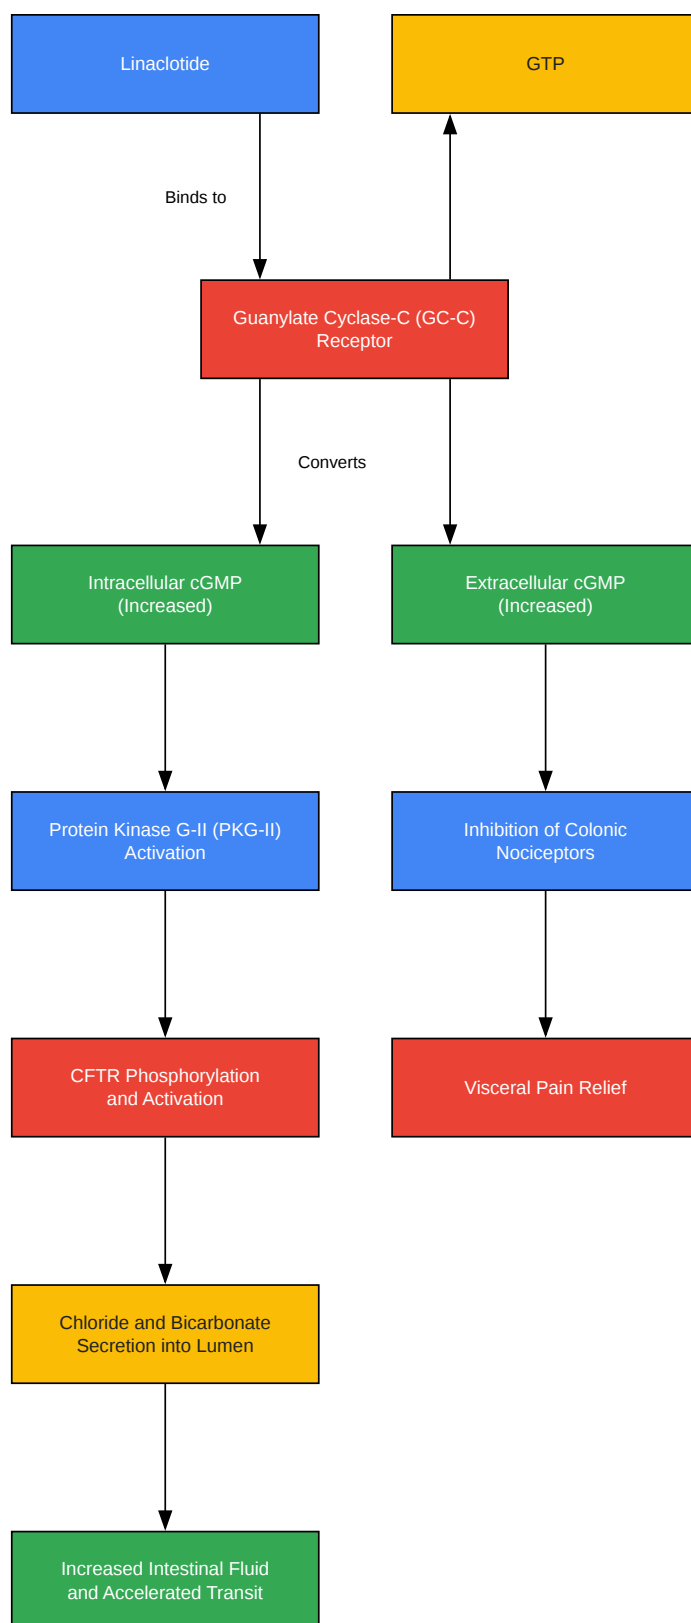 Linaclotide
GTP
Binds to
Guanylate Cyclase-C (GC-C)
Receptor
Converts
Intracellular cGMP
(Increased)
Extracellular cGMP
(Increased)
Protein Kinase G-II (PKG-II)
Activation
Inhibition of Colonic
Nociceptors
CFTR Phosphorylation
and Activation
Visceral Pain Relief
Chloride and Bicarbonate
Secretion into Lumen
Increased Intestinal Fluid
and Accelerated Transit